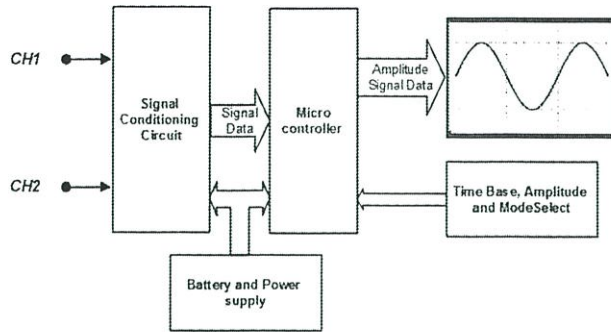 CH1
CH2
Signal
Conditioning
Circuit
Signal
Data
Micro
controller
Amplitude
Signal Data
Time Base, Amplitude
and ModeSelect
Battery and Power
supply